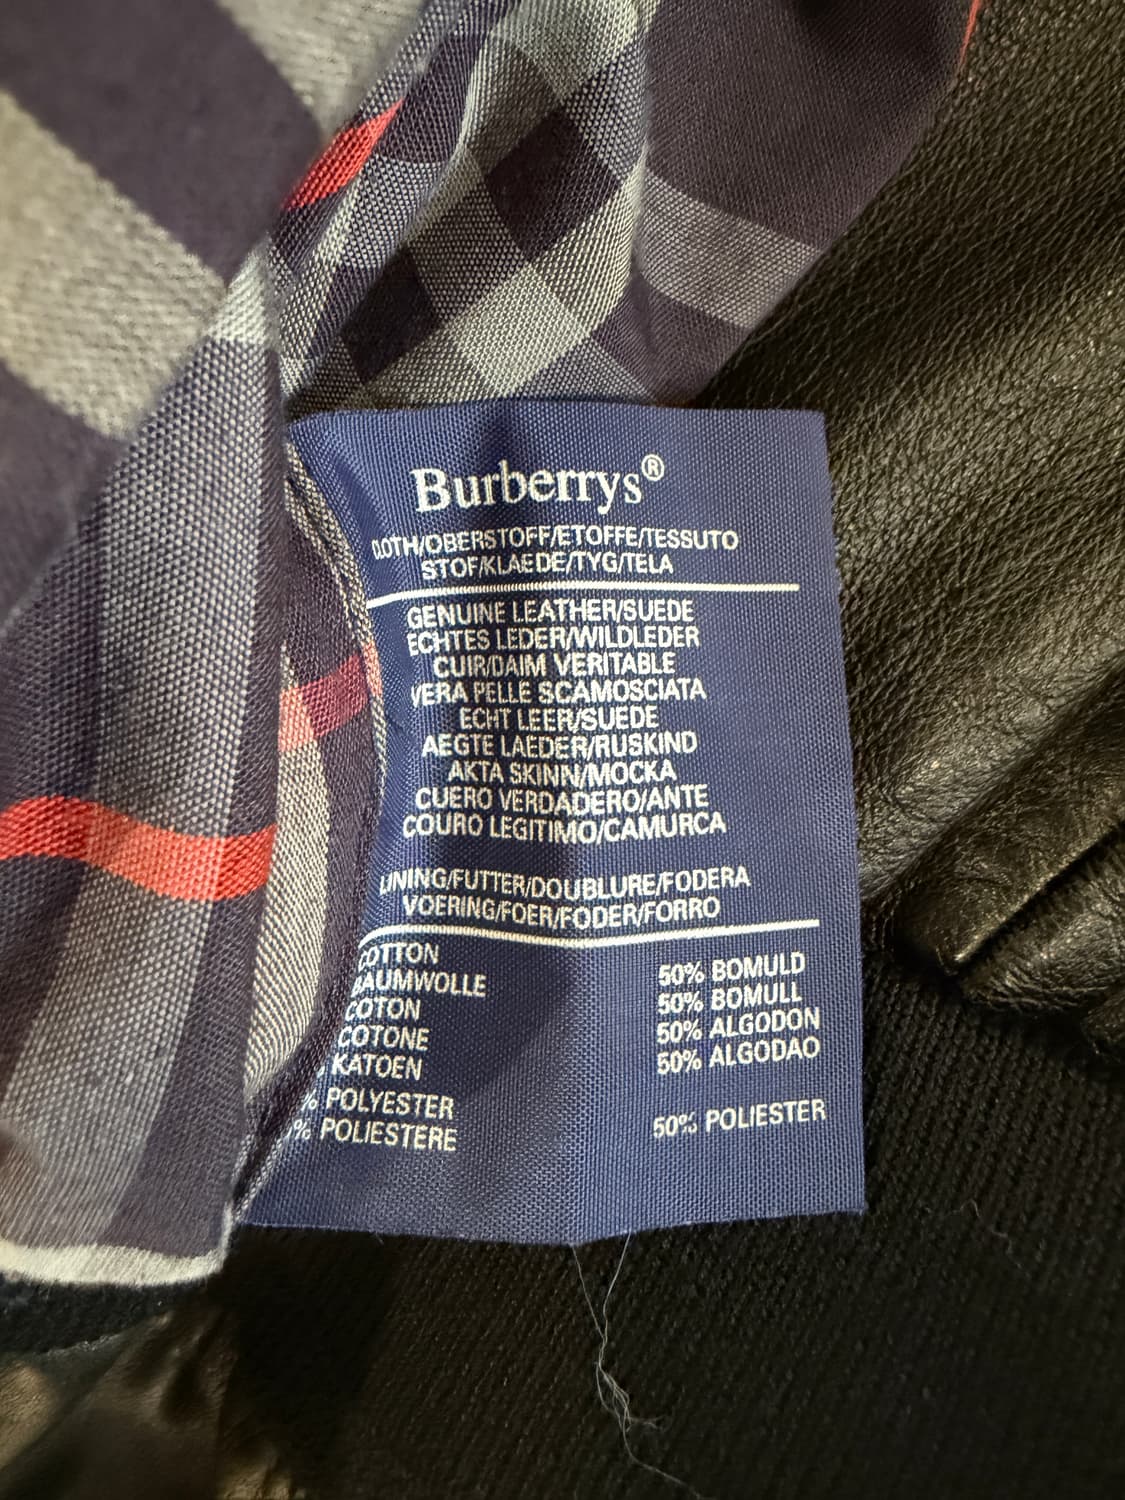 Burberrys®
CLOTH/OBERSTOFF/ETOFFE/TESSUTO
STOF/KLAEDE/TYG/TELA
GENUINE LEATHER/SUEDE
ECHTES LEDER/WILDLEDER
CUIR/DAIM VERITABLE
VERA PELLE SCAMOSCIATA
ECHT LEER/SUEDE
AEGTE LAEDER/RUSKIND
AKTA SKINN/MOCKA
CUERO VERDADERO/ANTE
COURO LEGITIMO/CAMURCA
LINING/FUTTER/DOUBLURE/FODERA
VOERING/FOER/FODER/FORRO
COTTON
BAUMWOLLE 50% BOMULD
COTON 50% BOMULL
COTONE 50% ALGODON
KATOEN 50% ALGODAO
% POLYESTER
% POLIESTERE 50% POLIESTER